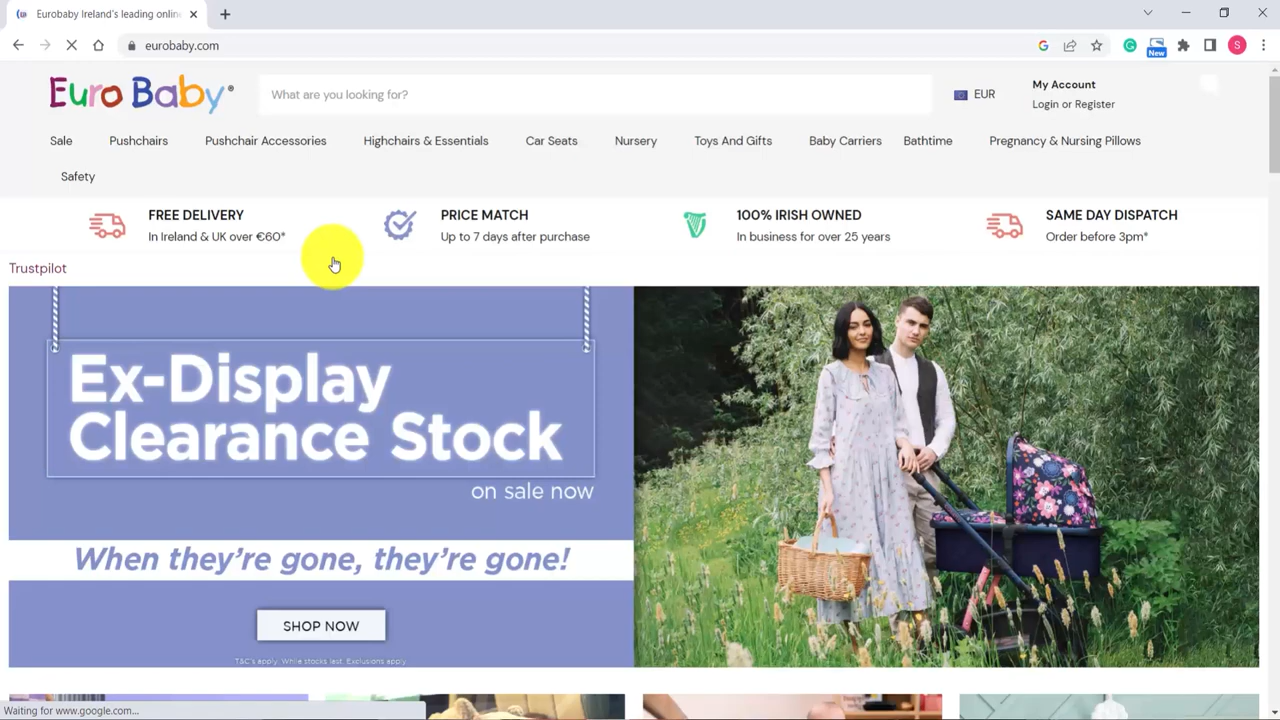 Eurobaby Ireland's leading onlin
eurobaby.com
New
S
Euro Baby®
What are you looking for?
EUR
My Account
Login or Register
Sale Pushchairs Pushchair Accessories Highchairs & Essentials Car Seats Nursery Toys And Gifts Baby Carriers Bathtime Pregnancy & Nursing Pillows
Safety
FREE DELIVERY
In Ireland & UK over €60*
PRICE MATCH
Up to 7 days after purchase
100% IRISH OWNED
In business for over 25 years
SAME DAY DISPATCH
Order before 3pm*
Trustpilot
Ex-Display
Clearance Stock
on sale now
When they're gone, they're gone!
SHOP NOW
T&C's apply. While stocks last. Exclusions apply
Waiting for www.google.com...